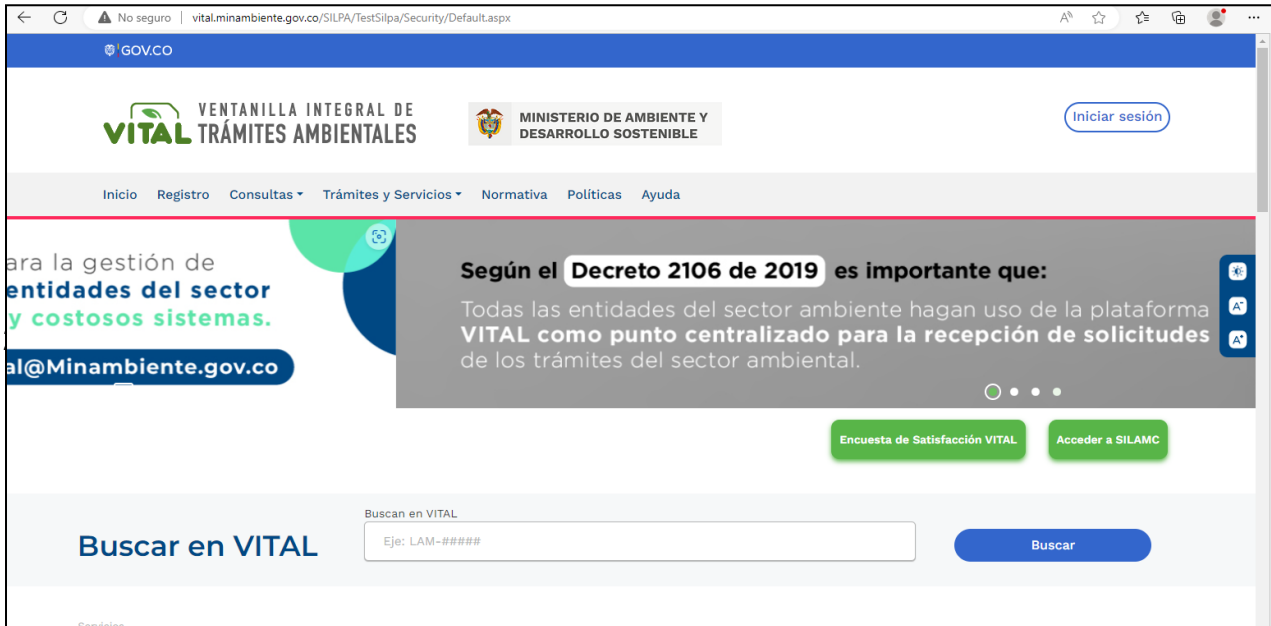 No seguro | vital.minambiente.gov.co/SILPA/TestSilpa/Security/Default.aspx
GOV.CO
VITAL
VENTANILLA INTEGRAL DE
TRÁMITES AMBIENTALES
MINISTERIO DE AMBIENTE Y
DESARROLLO SOSTENIBLE
Iniciar sesión
Inicio Registro Consultas Trámites y Servicios Normativa Políticas Ayuda
ara la gestión de
entidades del sector
y costosos sistemas.
al@Minambiente.gov.co
Según el Decreto 2106 de 2019 es importante que:
Todas las entidades del sector ambiente hagan uso de la plataforma
VITAL como punto centralizado para la recepción de solicitudes
de los trámites del sector ambiental.
A-
A+
Encuesta de Satisfacción VITAL
Acceder a SILAMC
Buscar en VITAL
Buscan en VITAL
Eje: LAM-#####
Buscar